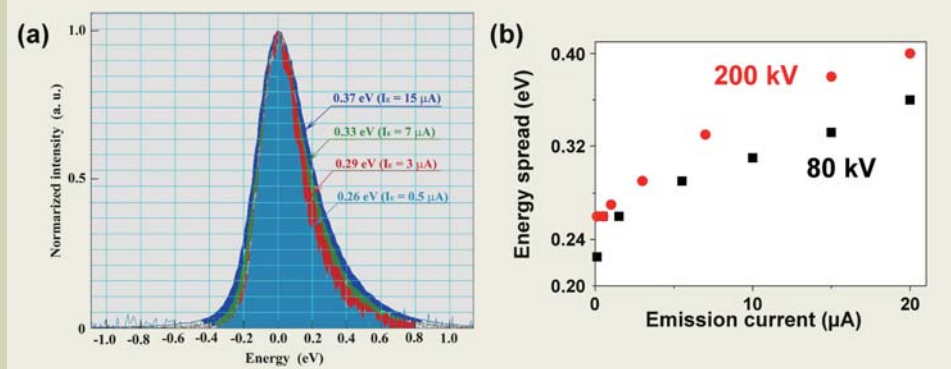 (a)
1.0
0.5
0
Normarized intensity (a. u.)
0.37 eV (IE = 15 μA)
0.33 eV (IE = 7 μA)
0.29 eV (IE = 3 μA)
0.26 eV (IE = 0.5 μA)
-1.0 -0.8 -0.6 -0.4 -0.2 0.0 0.2 0.4 0.6 0.8 1.0
Energy (eV)
(b)
0.40
0.32
0.24
0.20
Energy spread (eV)
200 kV
80 kV
0 10 20
Emission current (μA)